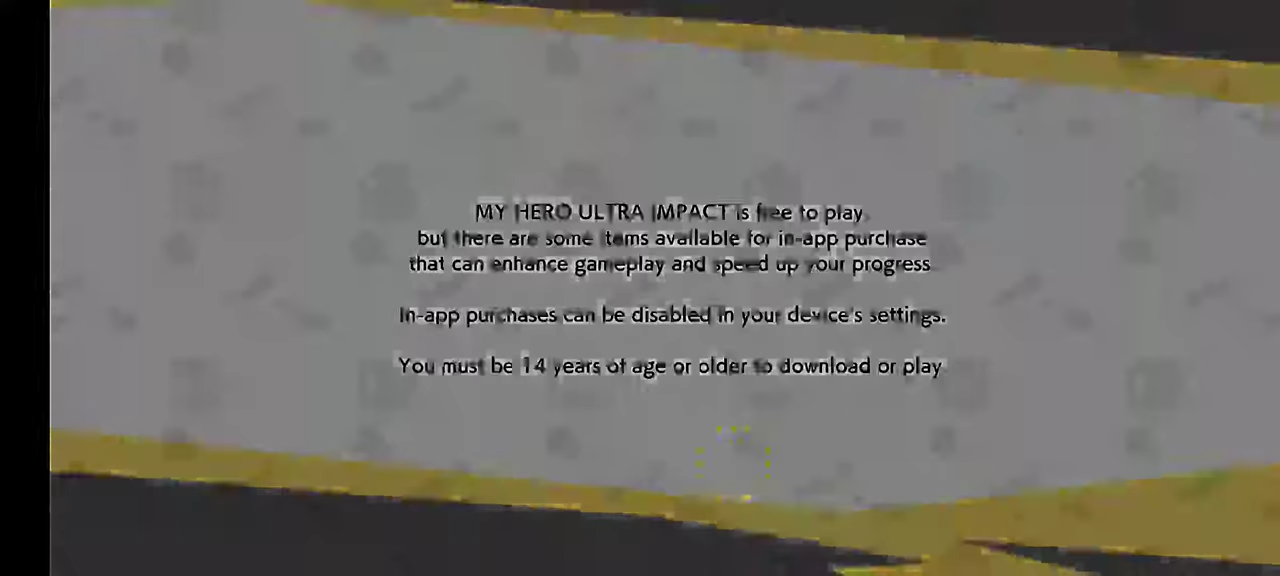 MY HERO ULTRA IMPACT is free to play
but there are some items available for in-app purchase
that can enhance gameplay and speed up your progress
In-app purchases can be disabled in your device's settings.
You must be 14 years of age or older to download or play